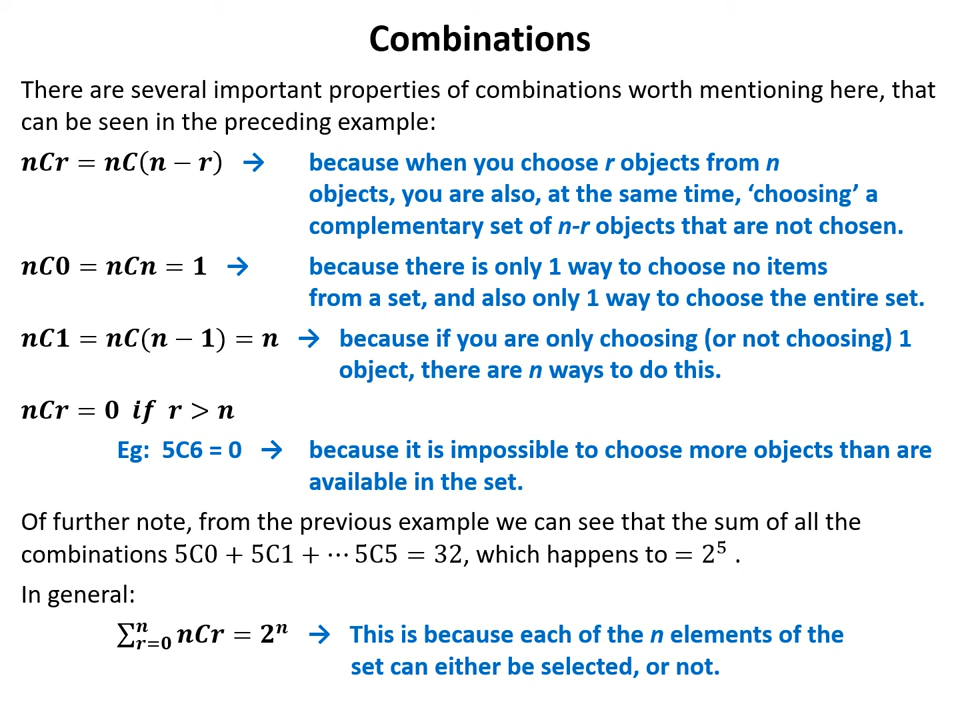 Combinations
There are several important properties of combinations worth mentioning here, that
can be seen in the preceding example:
nCr = nC(n − r) → because when you choose r objects from n
objects, you are also, at the same time, ‘choosing’ a
complementary set of n-r objects that are not chosen.
nC0 = nCn = 1 → because there is only 1 way to choose no items
from a set, and also only 1 way to choose the entire set.
nC1 = nC(n − 1) = n → because if you are only choosing (or not choosing) 1
object, there are n ways to do this.
nCr = 0 if r > n
Eg: 5C6 = 0 → because it is impossible to choose more objects than are
available in the set.
Of further note, from the previous example we can see that the sum of all the
combinations 5C0 + 5C1 + ⋯ 5C5 = 32, which happens to = 2⁵ .
In general:
∑ⁿᵣ₌₀ nCr = 2ⁿ → This is because each of the n elements of the
set can either be selected, or not.